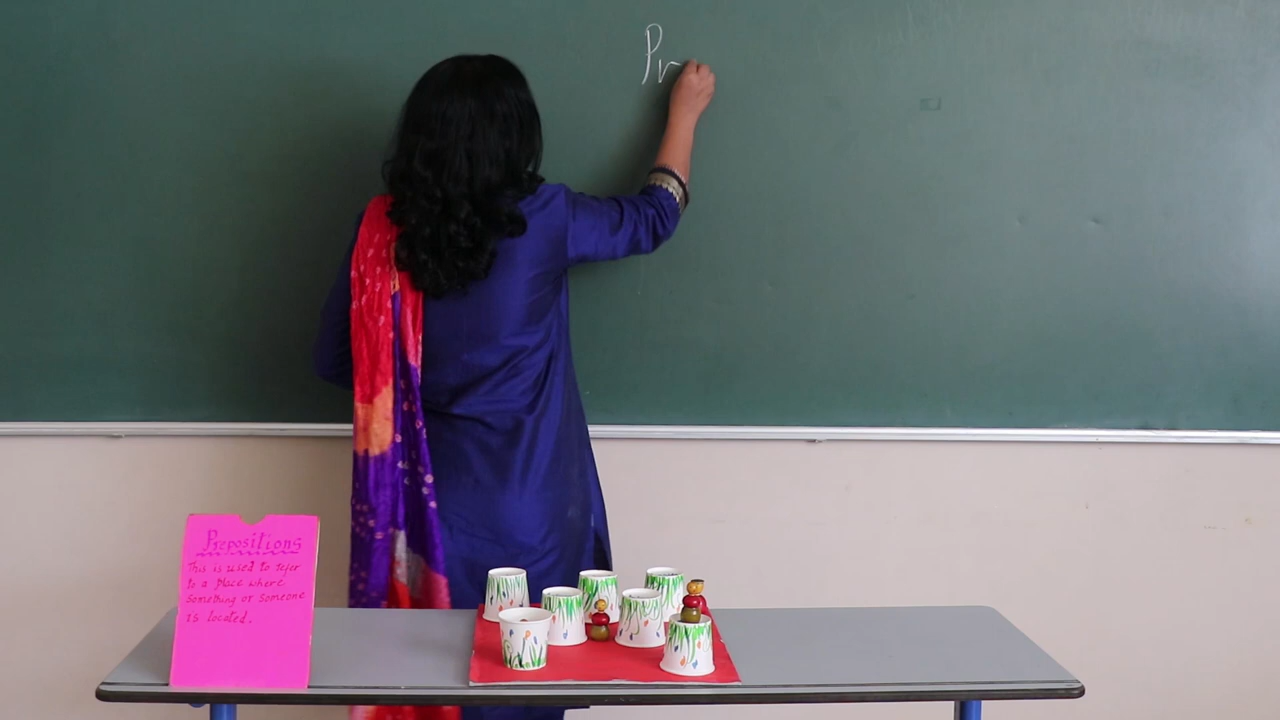 Pr
Prepositions
This is used to refer
to a place where
something or someone
is located.